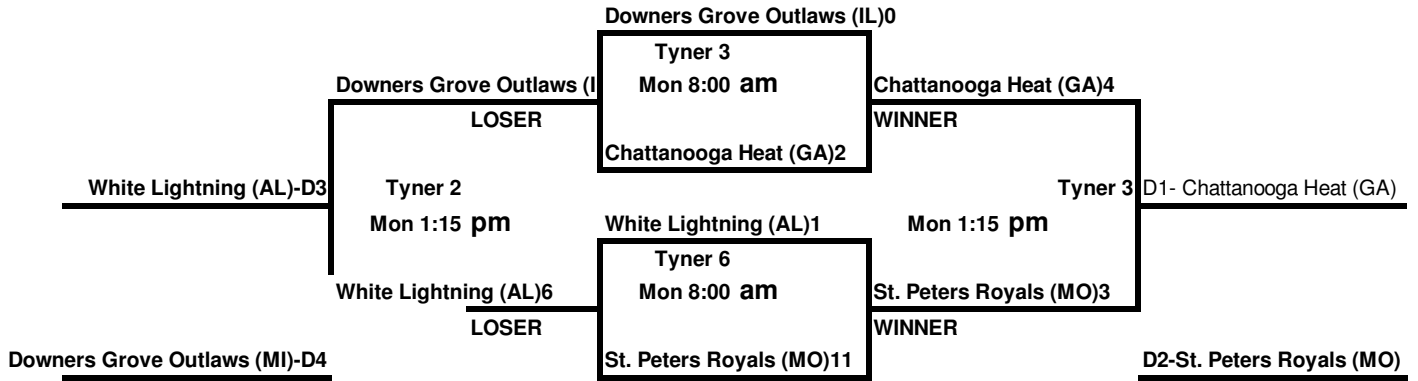 Downers Grove Outlaws (IL)0
Tyner 3
Downers Grove Outlaws (I
Mon 8:00 am
Chattanooga Heat (GA)4
LOSER
WINNER
Chattanooga Heat (GA)2
White Lightning (AL)-D3
Tyner 2
Tyner 3
D1- Chattanooga Heat (GA)
Mon 1:15 pm
White Lightning (AL)1
Mon 1:15 pm
Tyner 6
White Lightning (AL)6
Mon 8:00 am
St. Peters Royals (MO)3
LOSER
WINNER
Downers Grove Outlaws (MI)-D4
St. Peters Royals (MO)11
D2-St. Peters Royals (MO)